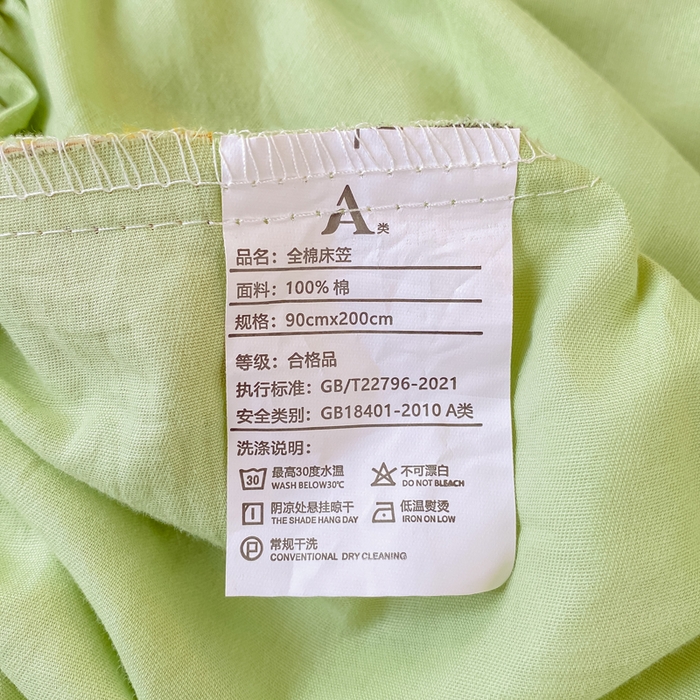 A类
品名：全棉床笠
面料：100% 棉
规格：90cmx200cm
等级：合格品
执行标准：GB/T22796-2021
安全类别：GB18401-2010 A类
洗涤说明：
30 最高30度水温 不可漂白
WASH BELOW30℃ DO NOT BLEACH
阴凉处悬挂晾干 低温熨烫
THE SHADE HANG DAY IRON ON LOW
P 常规干洗
CONVENTIONAL DRY CLEANING